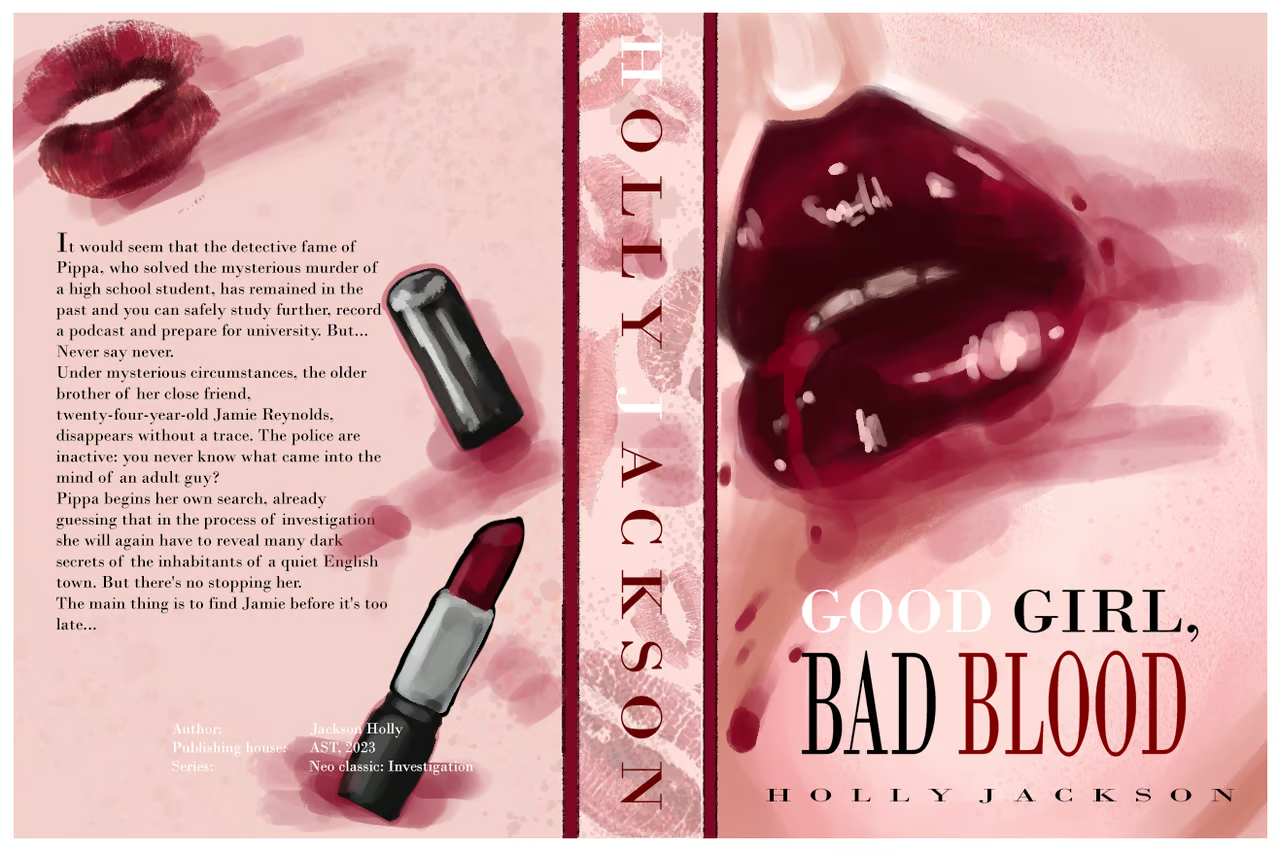 It would seem that the detective fame of
Pippa, who solved the mysterious murder of
a high school student, has remained in the
past and you can safely study further, record
a podcast and prepare for university. But...
Never say never.
Under mysterious circumstances, the older
brother of her close friend,
twenty-four-year-old Jamie Reynolds,
disappears without a trace. The police are
inactive: you never know what came into the
mind of an adult guy?
Pippa begins her own search, already
guessing that in the process of investigation
she will again have to reveal many dark
secrets of the inhabitants of a quiet English
town. But there's no stopping her.
The main thing is to find Jamie before it's too
late...
Author: Jackson Holly
Publishing house: AST, 2023
Series: Neo classic: Investigation
HOLLY JACKSON
GOOD GIRL,
BAD BLOOD
HOLLY JACKSON